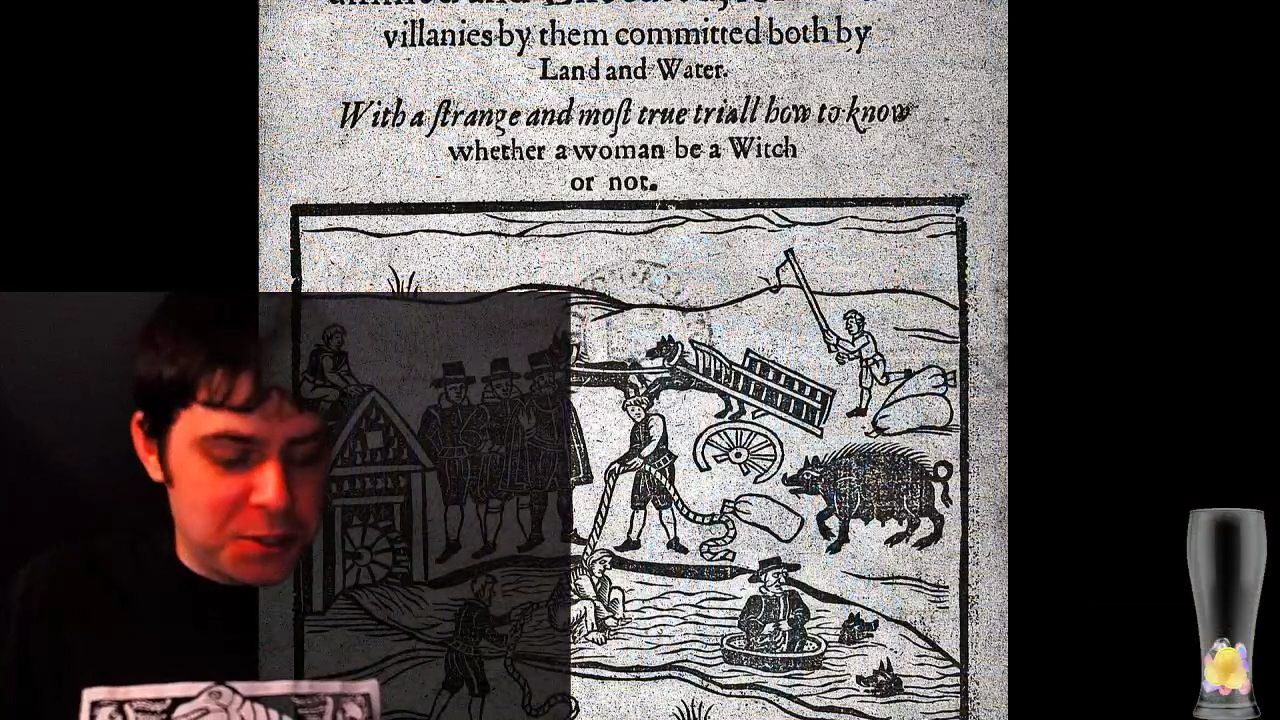 villanies by them committed both by
Land and Water.
With a ſtrange and moſt true triall how to know
whether a woman be a Witch
or not.